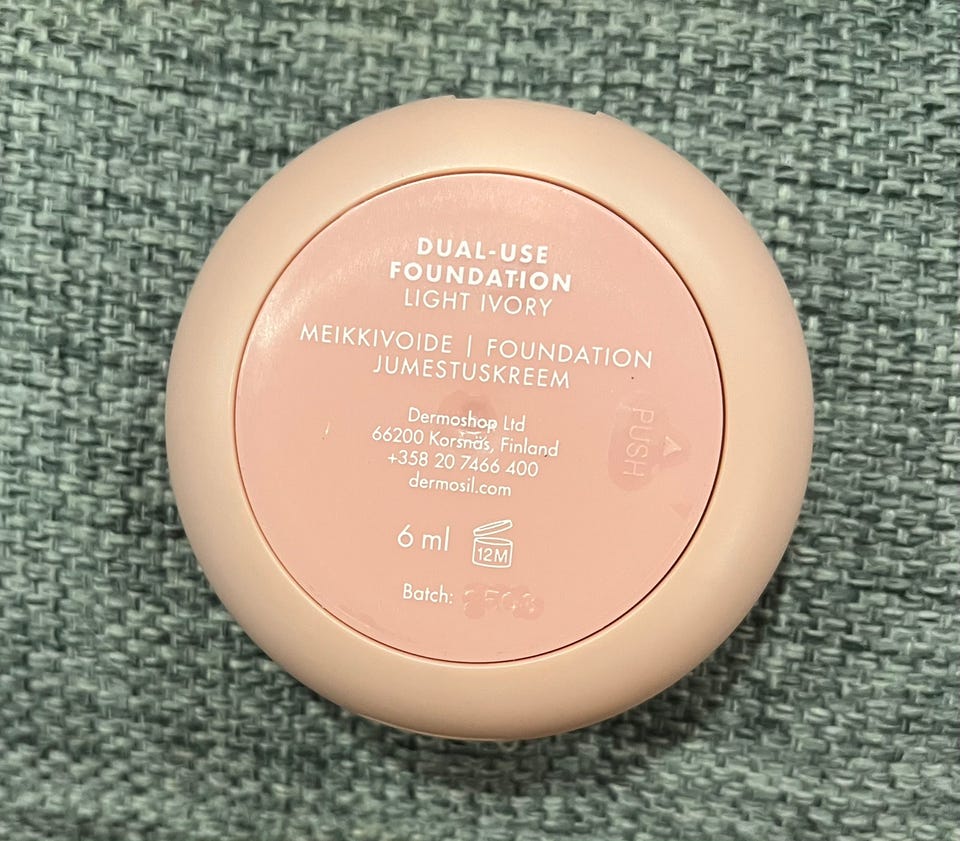 DUAL-USE
FOUNDATION
LIGHT IVORY
MEIKKIVOIDE | FOUNDATION
JUMESTUSKREEM
Dermoshop Ltd
66200 Korsnäs, Finland
+358 20 7466 400
dermosil.com
PUSH
6 ml
12M
Batch: